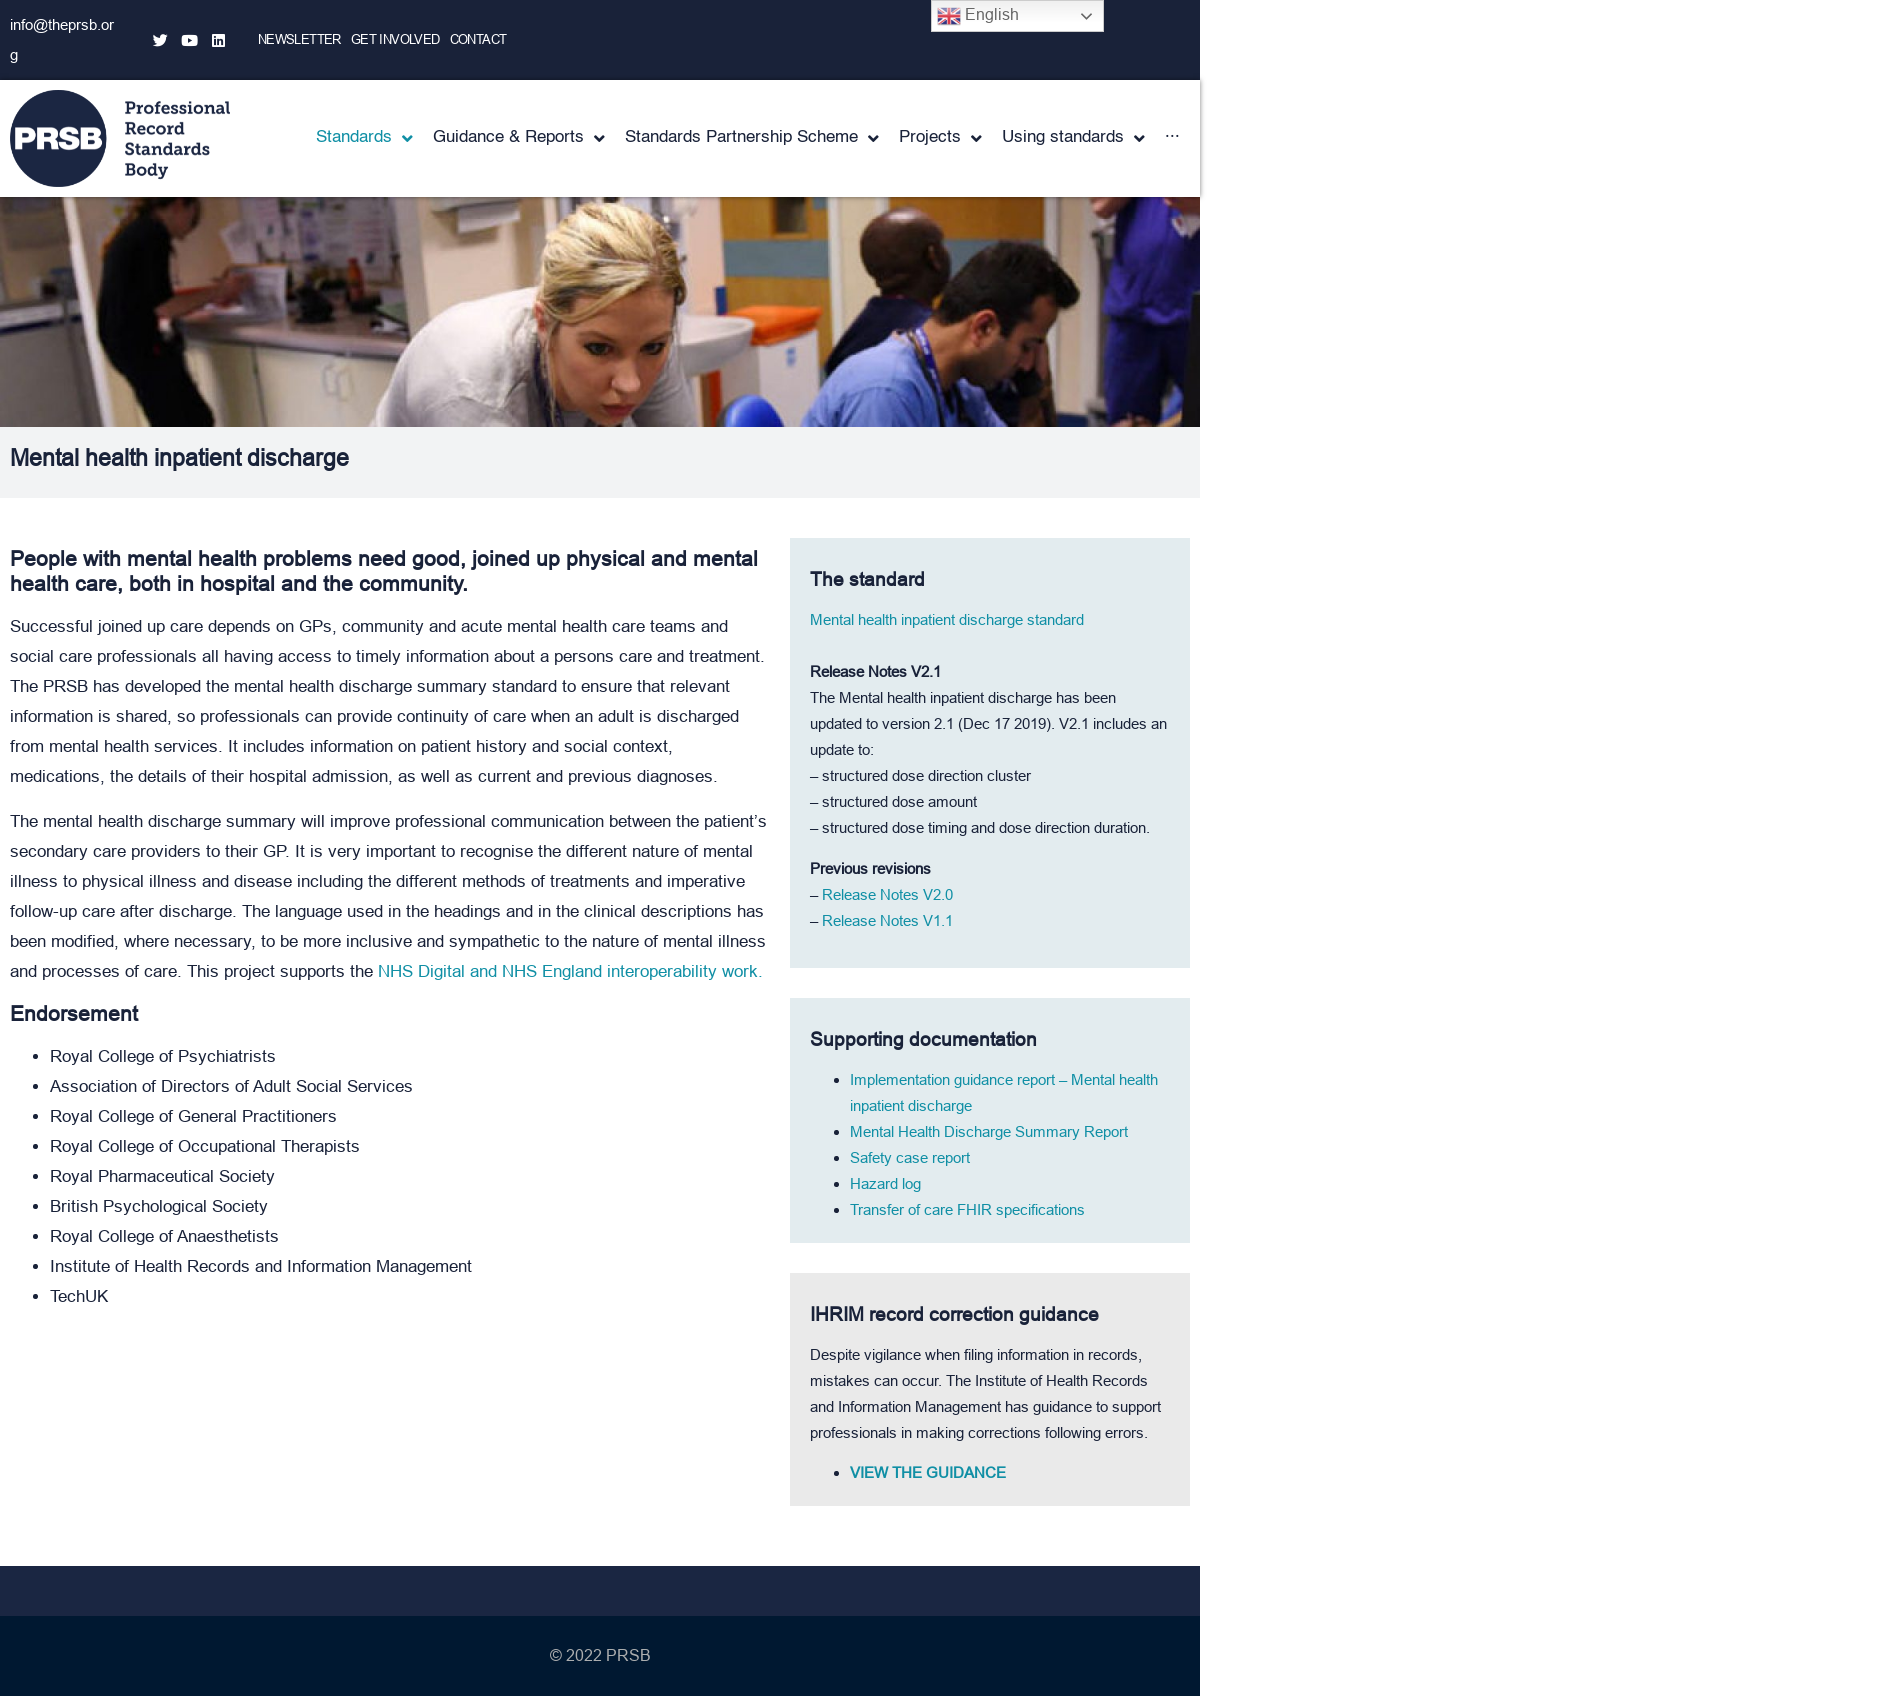 info@theprsb.or
g
NEWSLETTER GET INVOLVED CONTACT
English
PRSB
Professional
Record
Standards
Body
Standards Guidance & Reports Standards Partnership Scheme Projects Using standards ...
Mental health inpatient discharge
People with mental health problems need good, joined up physical and mental
health care, both in hospital and the community.
Successful joined up care depends on GPs, community and acute mental health care teams and
social care professionals all having access to timely information about a persons care and treatment.
The PRSB has developed the mental health discharge summary standard to ensure that relevant
information is shared, so professionals can provide continuity of care when an adult is discharged
from mental health services. It includes information on patient history and social context,
medications, the details of their hospital admission, as well as current and previous diagnoses.
The mental health discharge summary will improve professional communication between the patient’s
secondary care providers to their GP. It is very important to recognise the different nature of mental
illness to physical illness and disease including the different methods of treatments and imperative
follow-up care after discharge. The language used in the headings and in the clinical descriptions has
been modified, where necessary, to be more inclusive and sympathetic to the nature of mental illness
and processes of care. This project supports the NHS Digital and NHS England interoperability work.
Endorsement
• Royal College of Psychiatrists
• Association of Directors of Adult Social Services
• Royal College of General Practitioners
• Royal College of Occupational Therapists
• Royal Pharmaceutical Society
• British Psychological Society
• Royal College of Anaesthetists
• Institute of Health Records and Information Management
• TechUK
The standard
Mental health inpatient discharge standard
Release Notes V2.1
The Mental health inpatient discharge has been
updated to version 2.1 (Dec 17 2019). V2.1 includes an
update to:
– structured dose direction cluster
– structured dose amount
– structured dose timing and dose direction duration.
Previous revisions
– Release Notes V2.0
– Release Notes V1.1
Supporting documentation
• Implementation guidance report – Mental health
inpatient discharge
• Mental Health Discharge Summary Report
• Safety case report
• Hazard log
• Transfer of care FHIR specifications
IHRIM record correction guidance
Despite vigilance when filing information in records,
mistakes can occur. The Institute of Health Records
and Information Management has guidance to support
professionals in making corrections following errors.
• VIEW THE GUIDANCE
© 2022 PRSB